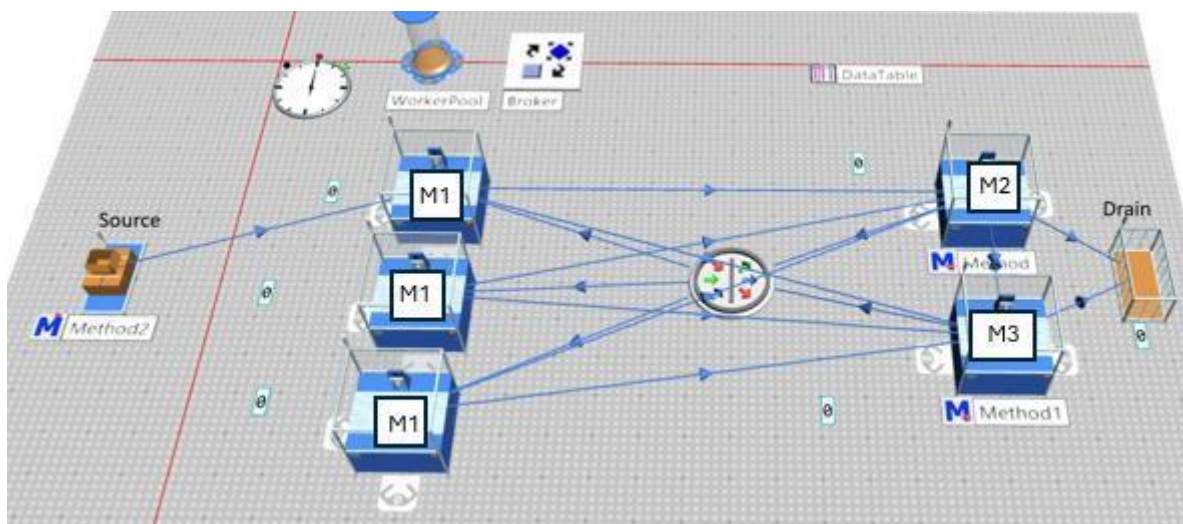 WorkerPool
Broker
DataTable
M1
0
0
M2
Source
Drain
M
Method
M1
0
M
Method2
M3
0
0
M1
0
M
Method1